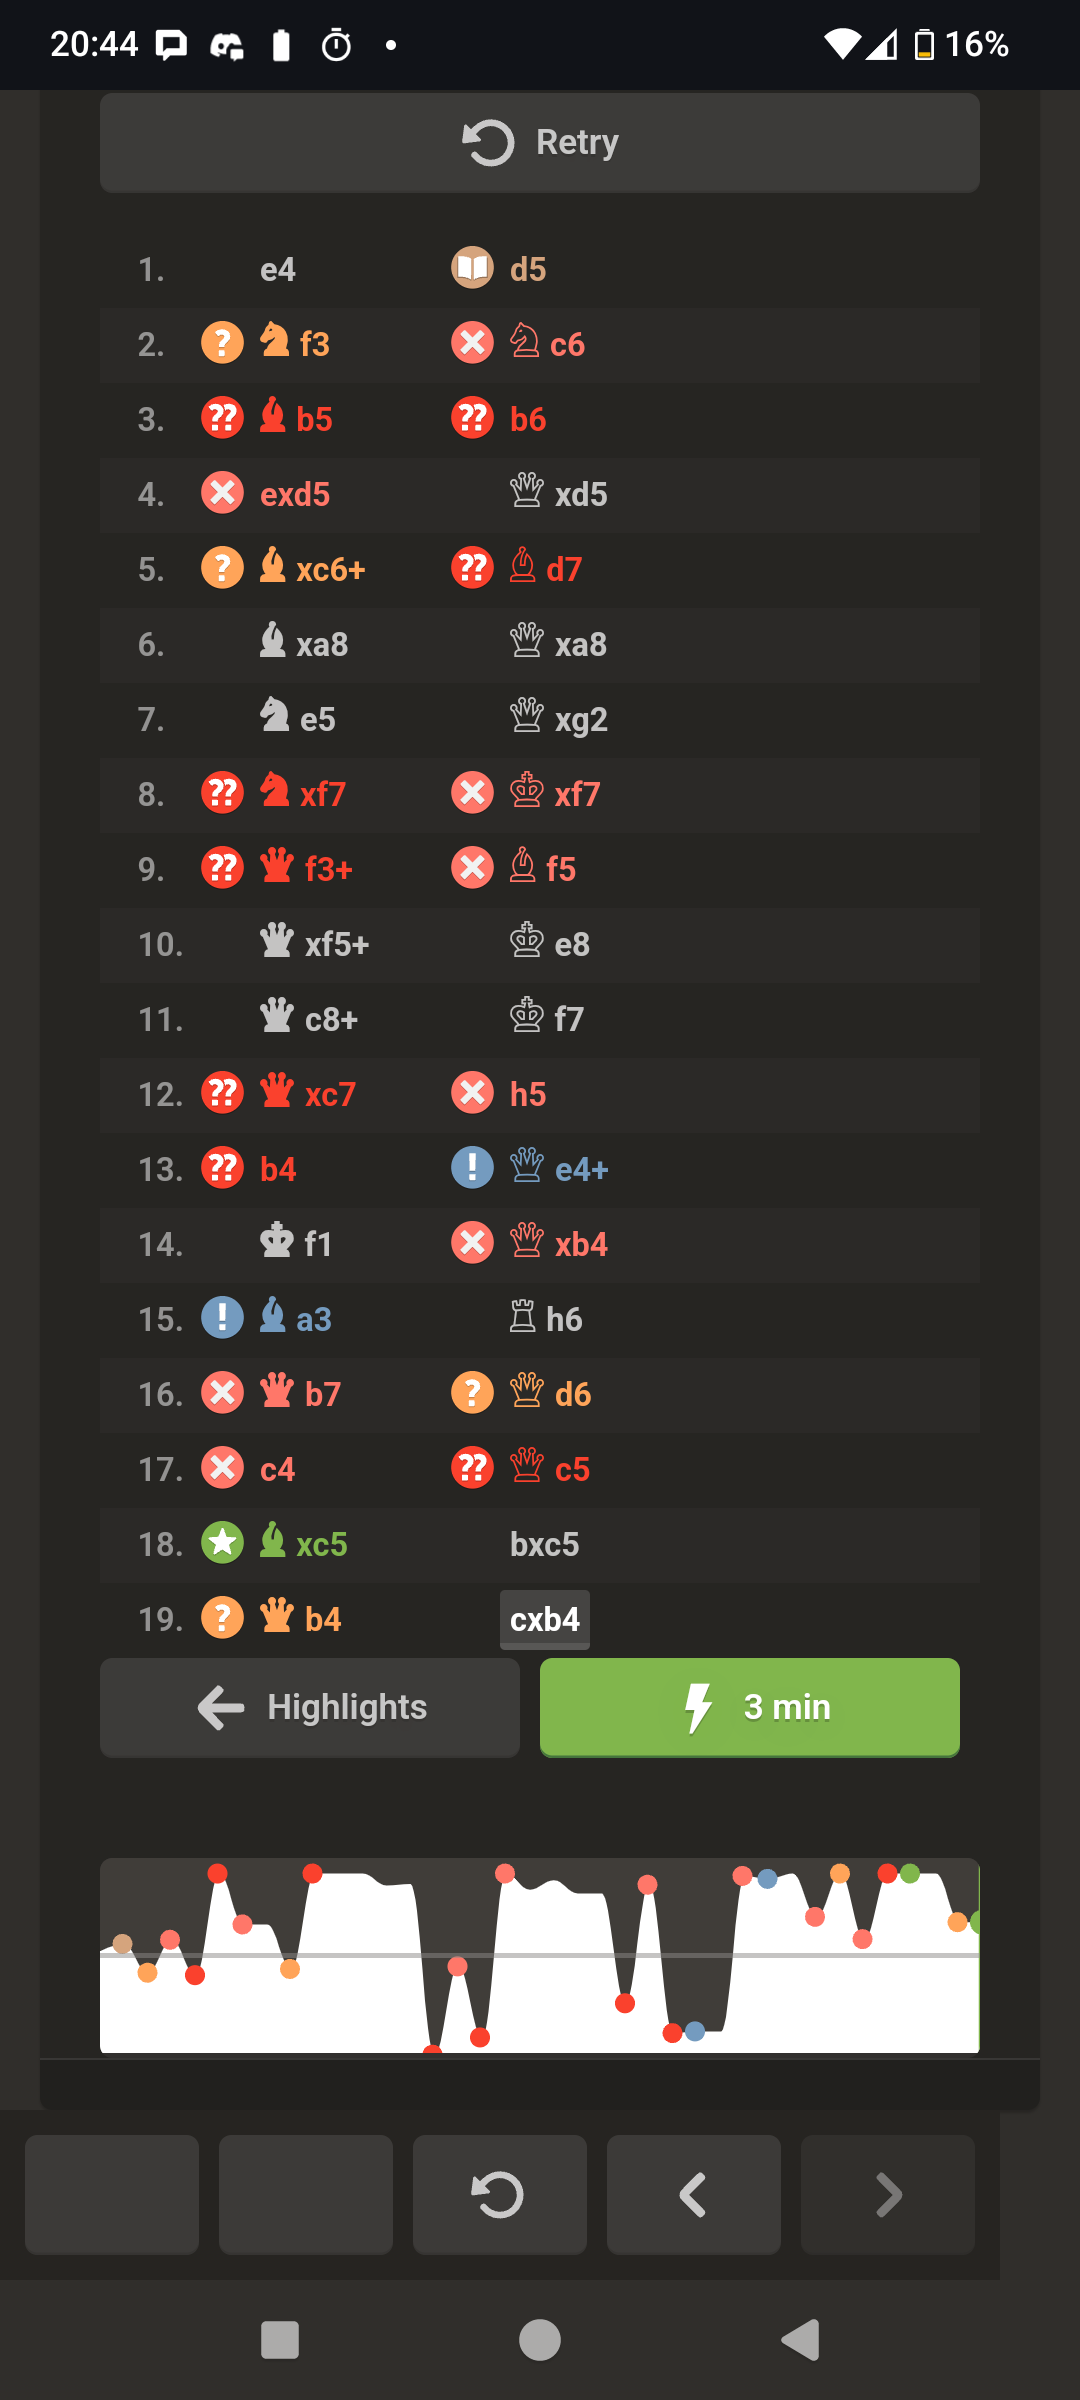 20:44 16%
Retry
1. e4 d5
2. ? f3 c6
3. ?? b5 ?? b6
4. exd5 xd5
5. ? xc6+ ?? d7
6. xa8 xa8
7. e5 xg2
8. ?? xf7 xf7
9. ?? f3+ f5
10. xf5+ e8
11. c8+ f7
12. ?? xc7 h5
13. ?? b4 ! e4+
14. f1 xb4
15. ! a3 h6
16. b7 ? d6
17. c4 ?? c5
18. xc5 bxc5
19. ? b4 cxb4
Highlights 3 min